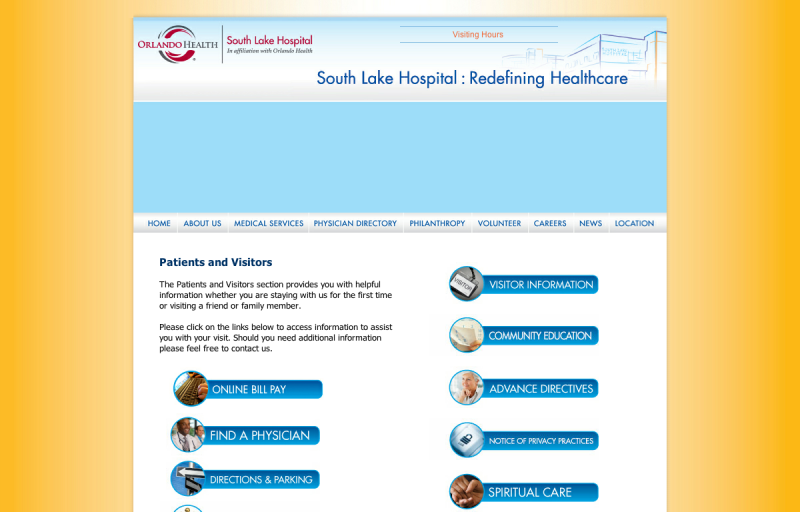 ORLANDO HEALTH
South Lake Hospital
In affiliation with Orlando Health
Visiting Hours
South Lake Hospital : Redefining Healthcare
HOME ABOUT US MEDICAL SERVICES PHYSICIAN DIRECTORY PHILANTHROPY VOLUNTEER CAREERS NEWS LOCATION
Patients and Visitors
The Patients and Visitors section provides you with helpful
information whether you are staying with us for the first time
or visiting a friend or family member.
Please click on the links below to access information to assist
you with your visit. Should you need additional information
please feel free to contact us.
ONLINE BILL PAY
FIND A PHYSICIAN
DIRECTIONS & PARKING
VISITOR
VISITOR INFORMATION
COMMUNITY EDUCATION
ADVANCE DIRECTIVES
NOTICE OF PRIVACY PRACTICES
SPIRITUAL CARE